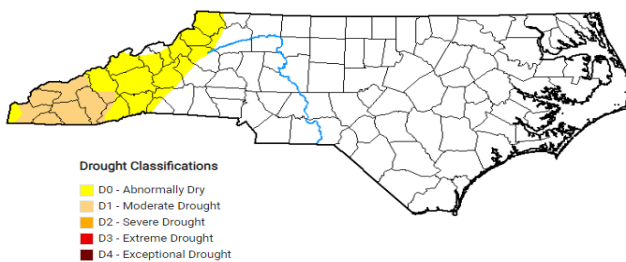 Drought Classifications
D0 - Abnormally Dry
D1 - Moderate Drought
D2 - Severe Drought
D3 - Extreme Drought
D4 - Exceptional Drought